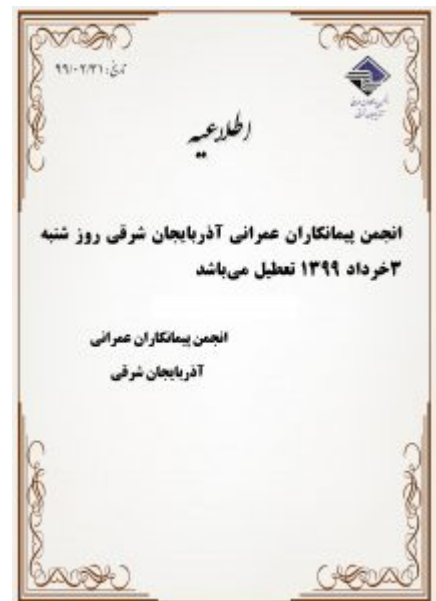 تاریخ: ۹۹/۰۲/۳۱
اطلاعیه
انجمن پیمانکاران عمرانی آذربایجان شرقی روز شنبه
۳خرداد ۱۳۹۹ تعطیل می‌باشد
انجمن پیمانکاران عمرانی
آذربایجان شرقی